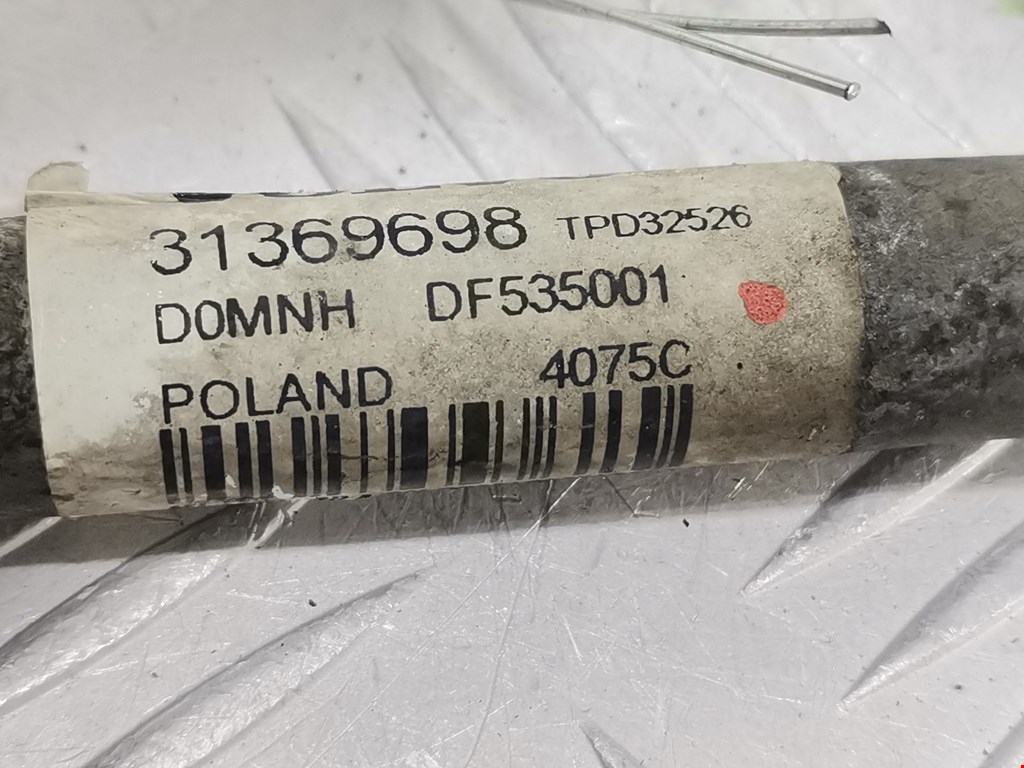 31369698 TPD32526
D0MNH DF535001
POLAND 4075C